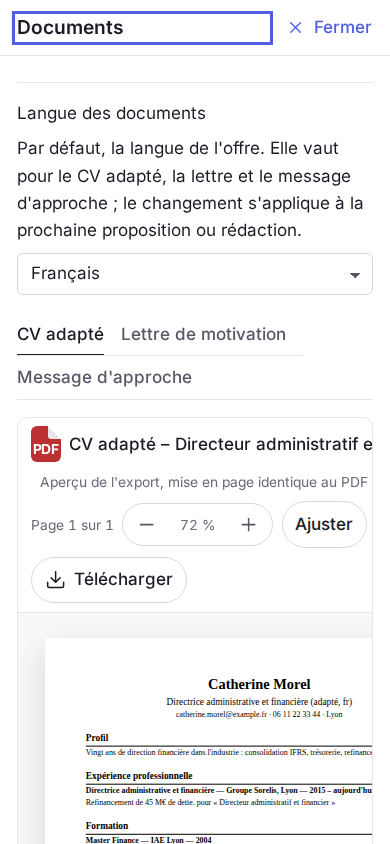 Documents
Fermer
Langue des documents
Par défaut, la langue de l'offre. Elle vaut
pour le CV adapté, la lettre et le message
d'approche ; le changement s'applique à la
prochaine proposition ou rédaction.
Français
CV adapté
Lettre de motivation
Message d'approche
PDF
CV adapté – Directeur administratif e
Aperçu de l'export, mise en page identique au PDF
Page 1 sur 1
72 %
Ajuster
Télécharger
Catherine Morel
Directrice administrative et financière (adapté, fr)
catherine.morel@example.fr · 06 11 22 33 44 · Lyon
Profil
Vingt ans de direction financière dans l'industrie : consolidation IFRS, trésorerie, refinance
Expérience professionnelle
Directrice administrative et financière — Groupe Sorelis, Lyon — 2015 – aujourd'hu
Refinancement de 45 M€ de dette. pour « Directeur administratif et financier »
Formation
Master Finance — IAE Lyon — 2004